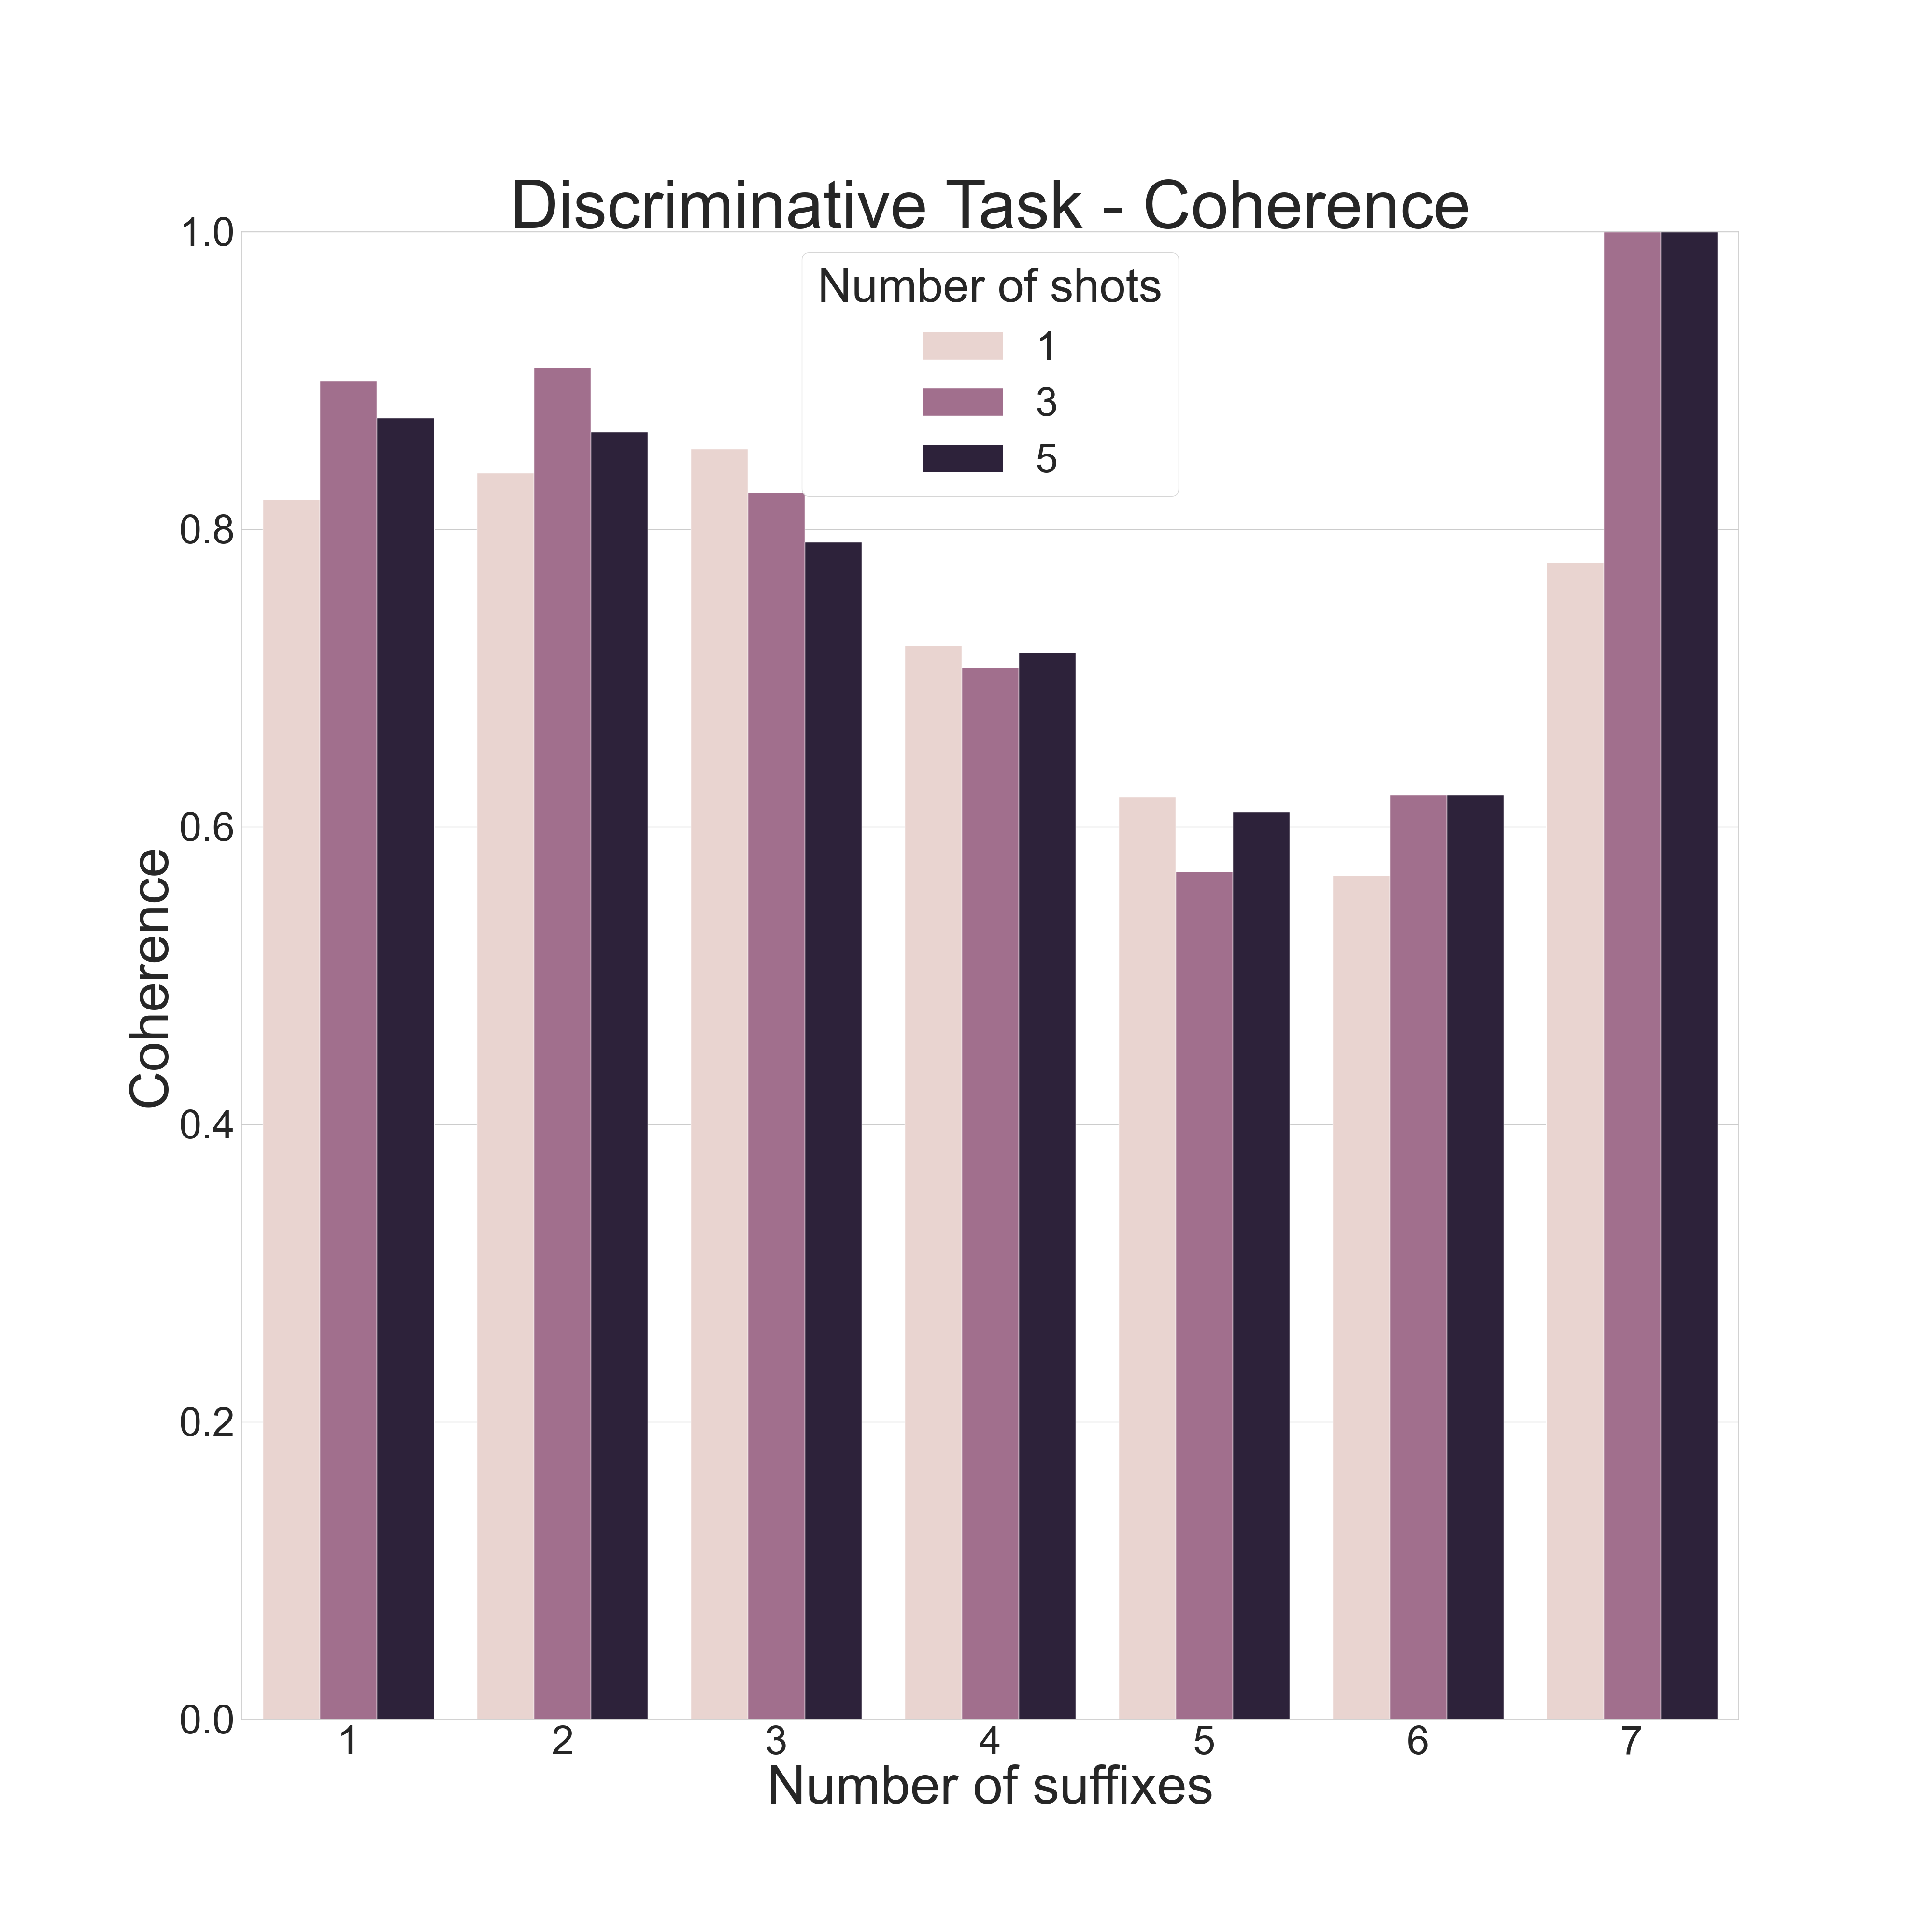 Discriminative Task - Coherence
Number of shots
1
3
5
Coherence
1.0
0.8
0.6
0.4
0.2
0.0
1 2 3 4 5 6 7
Number of suffixes